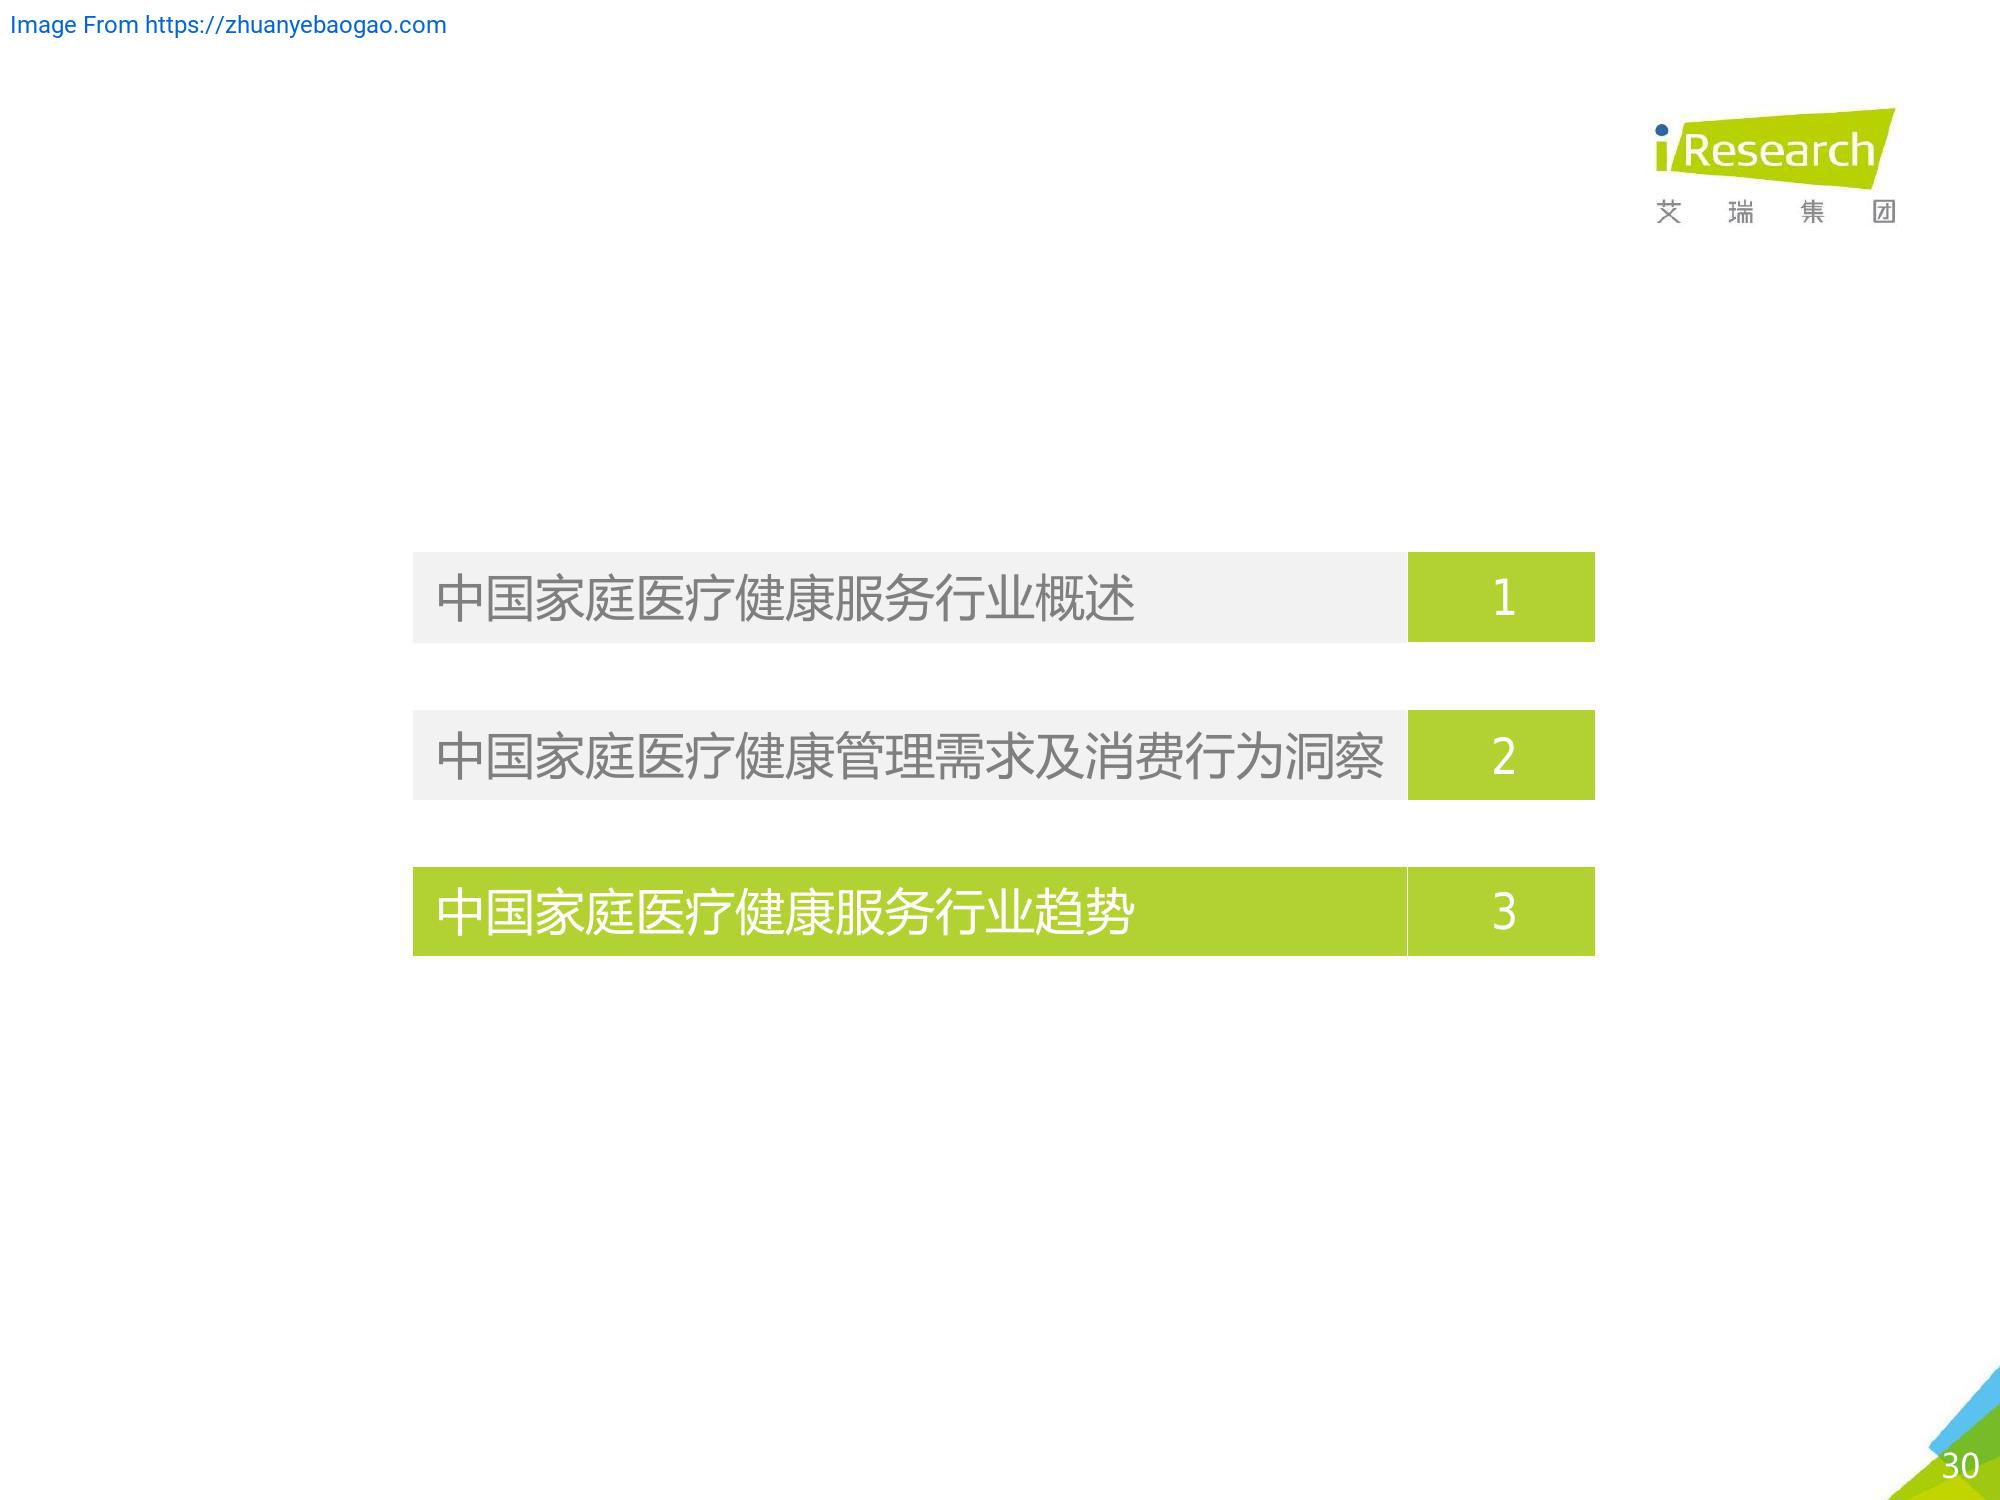 Image From https://zhuanyebaogao.com
iResearch
艾瑞集团
中国家庭医疗健康服务行业概述 1
中国家庭医疗健康管理需求及消费行为洞察 2
中国家庭医疗健康服务行业趋势 3
30